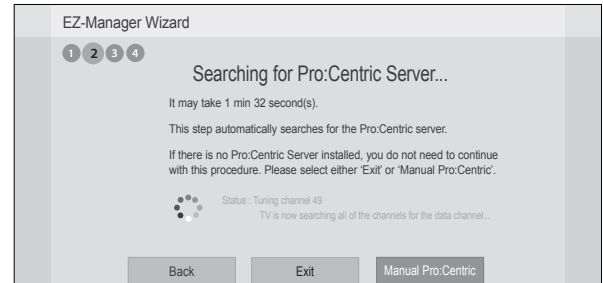 EZ-Manager Wizard
1 2 3 4
Searching for Pro:Centric Server...
It may take 1 min 32 second(s).
This step automatically searches for the Pro:Centric server.
If there is no Pro:Centric Server installed, you do not need to continue
with this procedure. Please select either 'Exit' or 'Manual Pro:Centric'.
Status : Tuning channel 49
TV is now searching all of the channels for the data channel...
Back Exit Manual Pro:Centric